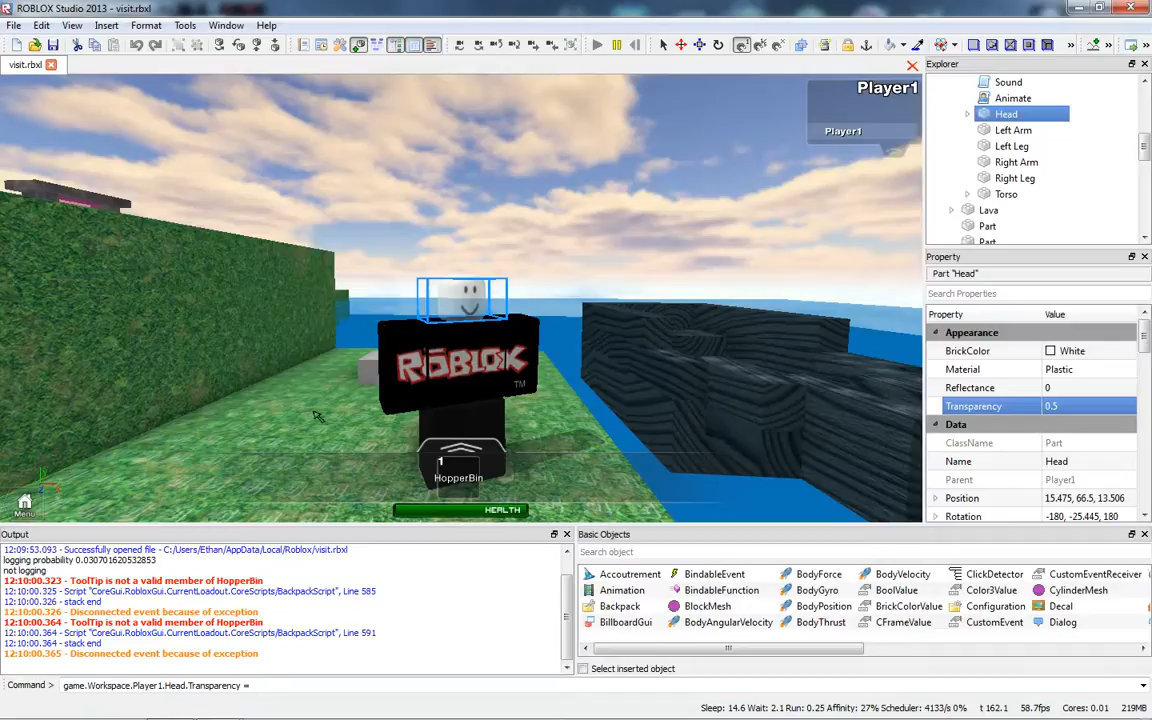 ROBLOX Studio 2013 - visit.rbxl
File Edit View Insert Format Tools Window Help
visit.rbxl
Player1
Player1
ROBLOX
TM
1
HopperBin
HEALTH
Menu
Explorer
Sound
Animate
Head
Left Arm
Left Leg
Right Arm
Right Leg
Torso
Lava
Part
Part
Property
Part "Head"
Search Properties
Property Value
Appearance
BrickColor White
Material Plastic
Reflectance 0
Transparency 0.5
Data
ClassName Part
Name Head
Parent Player1
Position 15.475, 66.5, 13.506
Rotation -180, -25.445, 180
Output
12:09:53.093 - Successfully opened file - C:/Users/Ethan/AppData/Local/Roblox/visit.rbxl
logging probability 0.030701620532853
not logging
12:10:00.323 - ToolTip is not a valid member of HopperBin
12:10:00.325 - Script "CoreGui.RobloxGui.CurrentLoadout.CoreScripts/BackpackScript", Line 585
12:10:00.326 - stack end
12:10:00.326 - Disconnected event because of exception
12:10:00.364 - ToolTip is not a valid member of HopperBin
12:10:00.364 - Script "CoreGui.RobloxGui.CurrentLoadout.CoreScripts/BackpackScript", Line 591
12:10:00.364 - stack end
12:10:00.365 - Disconnected event because of exception
Basic Objects
Search object
Accoutrement BindableEvent BodyForce BodyVelocity ClickDetector CustomEventReceiver
Animation BindableFunction BodyGyro BoolValue Color3Value CylinderMesh
Backpack BlockMesh BodyPosition BrickColorValue Configuration Decal
BillboardGui BodyAngularVelocity BodyThrust CFrameValue CustomEvent Dialog
Select inserted object
Command > game.Workspace.Player1.Head.Transparency =
Sleep: 14.6 Wait: 2.1 Run: 0.25 Affinity: 27% Scheduler: 4133/s 0% t 162.1 58.7fps Cores: 0.01 219MB